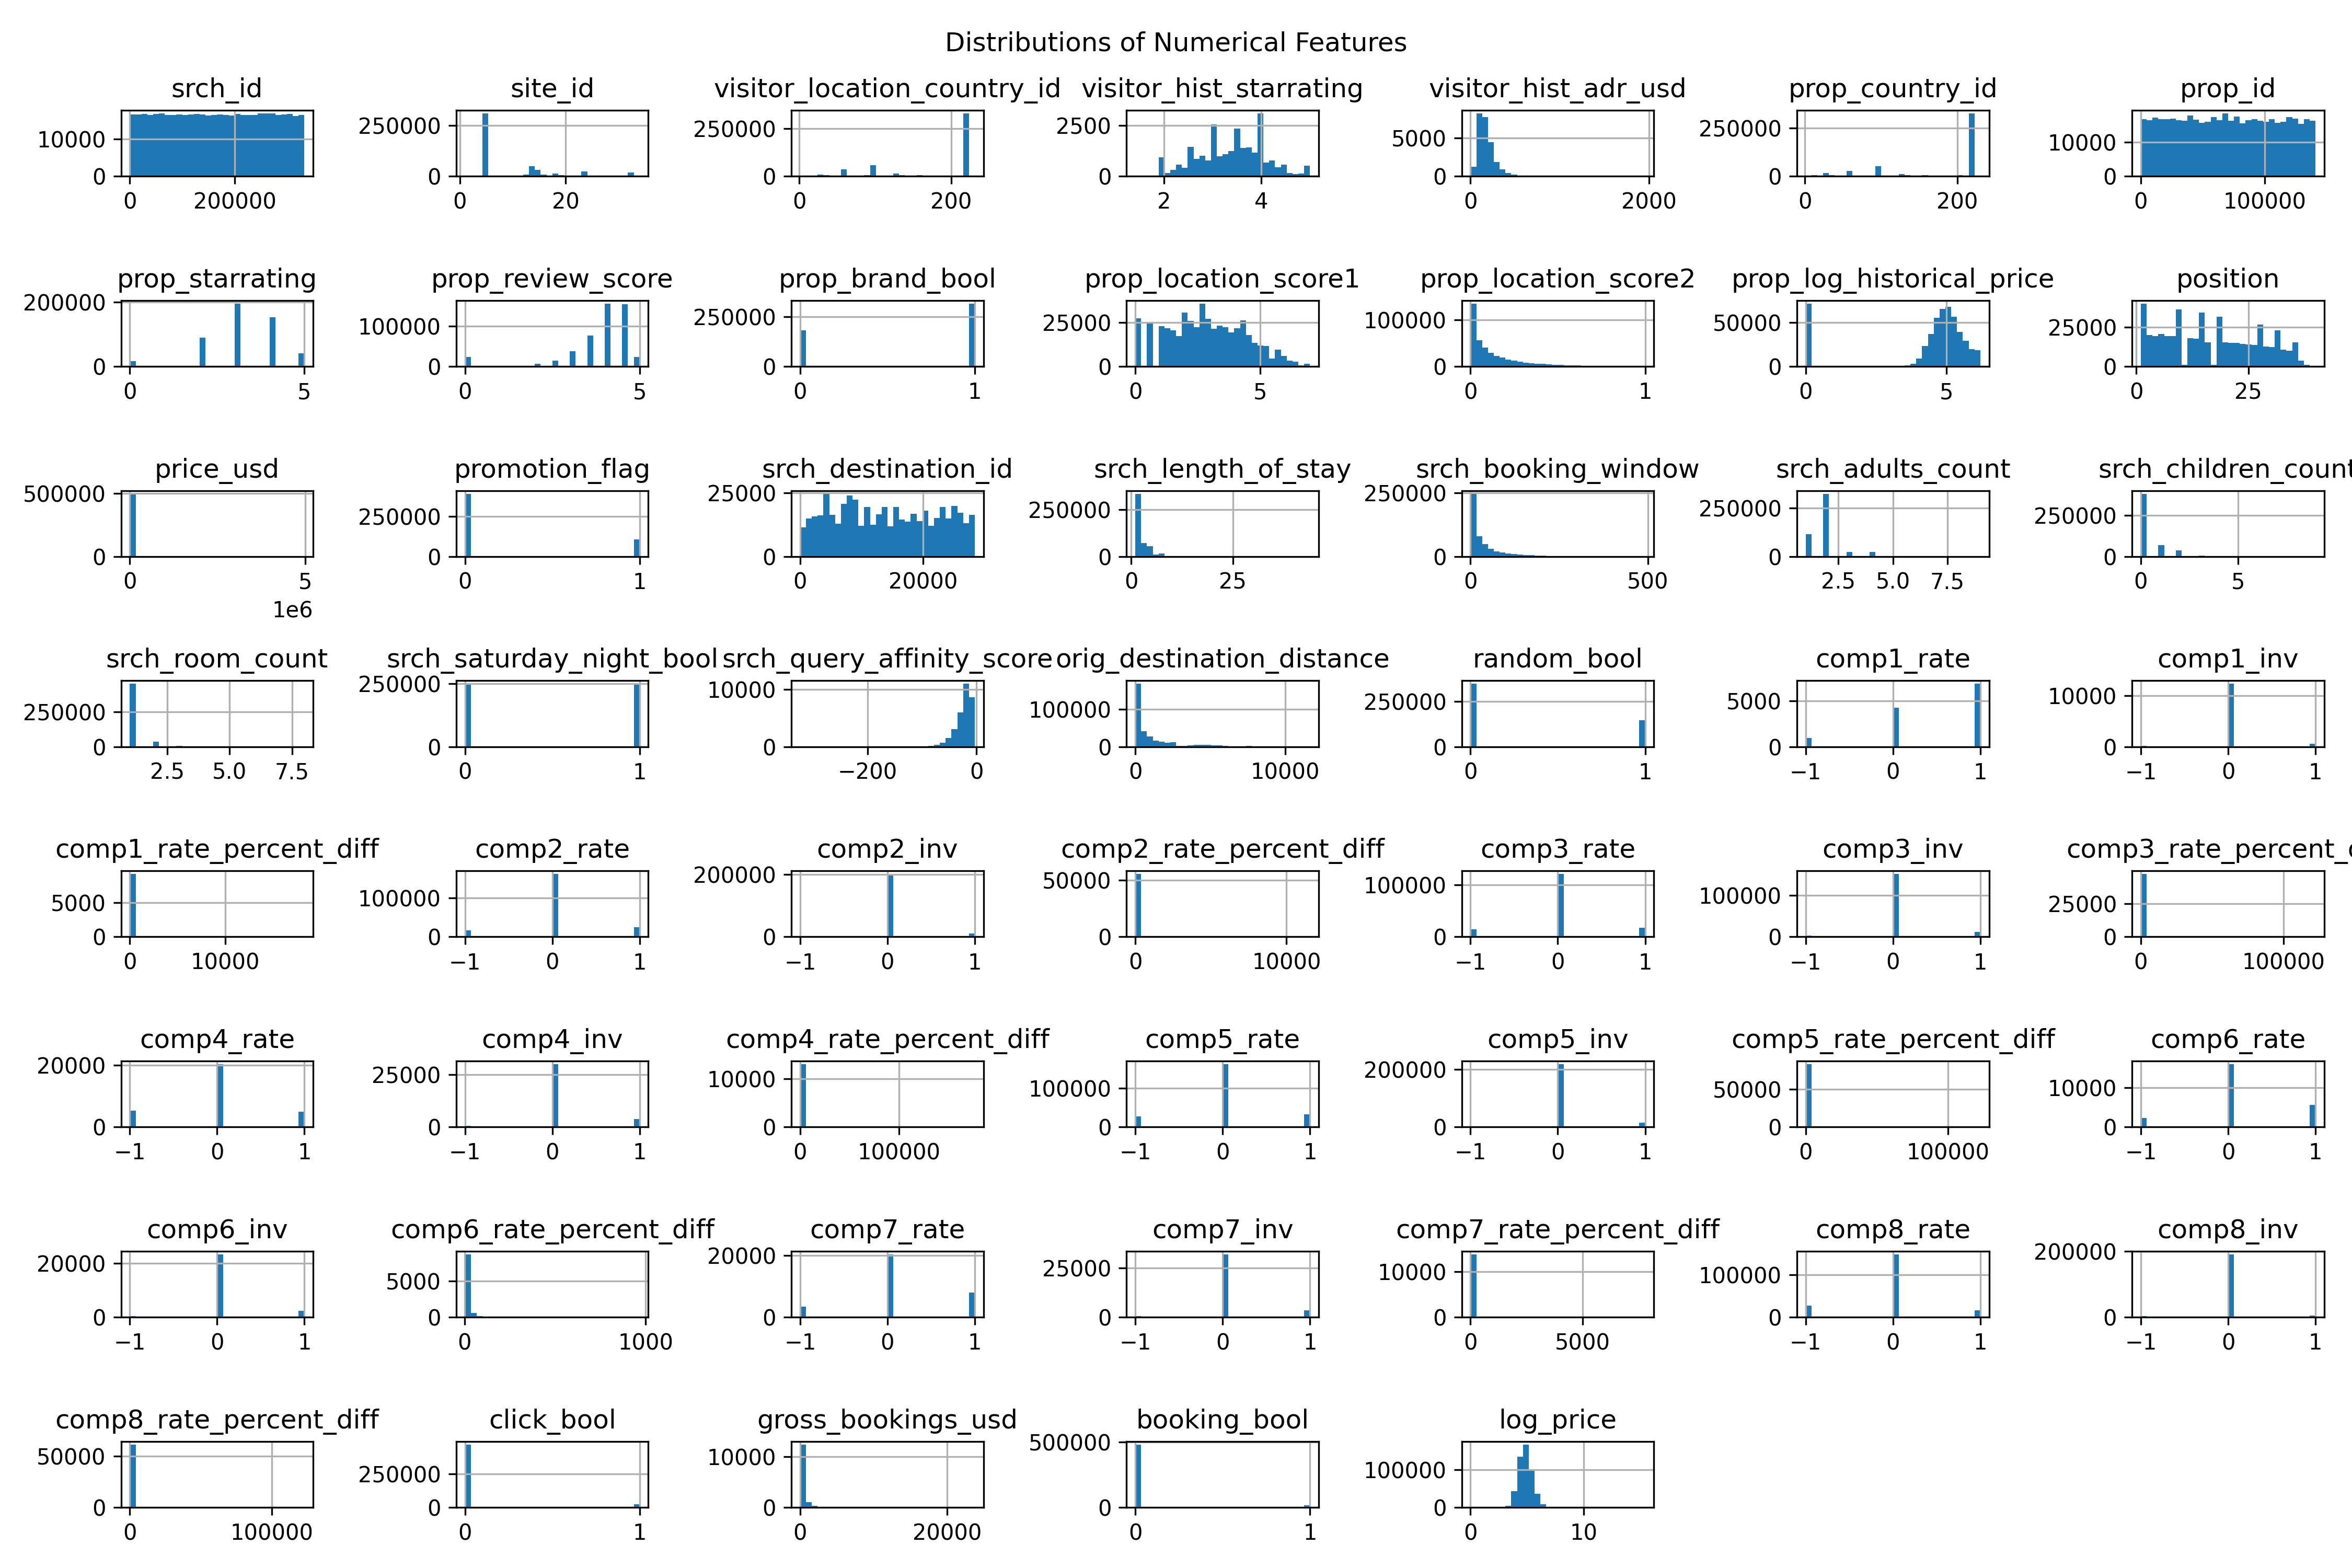 Distributions of Numerical Features
srch_id site_id visitor_location_country_id visitor_hist_starrating visitor_hist_adr_usd prop_country_id prop_id
10000 0 250000 0 250000 0 2500 0 5000 0 250000 0 10000 0
0 200000 0 20 0 200 2 4 0 2000 0 200 0 100000
prop_starrating prop_review_score prop_brand_bool prop_location_score1 prop_location_score2 prop_log_historical_price position
200000 0 100000 0 250000 0 25000 0 100000 0 50000 0 25000 0
0 5 0 5 0 1 0 5 0 1 0 5 0 25
price_usd promotion_flag srch_destination_id srch_length_of_stay srch_booking_window srch_adults_count srch_children_count
500000 0 250000 0 25000 0 250000 0 250000 0 250000 0 250000 0
0 5 0 1 0 20000 0 25 0 500 2.5 5.0 7.5 0 5
1e6
srch_room_count srch_saturday_night_bool srch_query_affinity_score orig_destination_distance random_bool comp1_rate comp1_inv
250000 0 250000 0 10000 0 100000 0 250000 0 5000 0 10000 0
2.5 5.0 7.5 0 1 −200 0 0 10000 0 1 −1 0 1 −1 0 1
comp1_rate_percent_diff comp2_rate comp2_inv comp2_rate_percent_diff comp3_rate comp3_inv comp3_rate_percent_d
5000 0 100000 0 200000 0 50000 0 100000 0 100000 0 25000 0
0 10000 −1 0 1 −1 0 1 0 10000 −1 0 1 −1 0 1 0 100000
comp4_rate comp4_inv comp4_rate_percent_diff comp5_rate comp5_inv comp5_rate_percent_diff comp6_rate
20000 0 25000 0 10000 0 100000 0 200000 0 50000 0 10000 0
−1 0 1 −1 0 1 0 100000 −1 0 1 −1 0 1 0 100000 −1 0 1
comp6_inv comp6_rate_percent_diff comp7_rate comp7_inv comp7_rate_percent_diff comp8_rate comp8_inv
20000 0 5000 0 20000 0 25000 0 10000 0 100000 0 200000 0
−1 0 1 0 1000 −1 0 1 −1 0 1 0 5000 −1 0 1 −1 0 1
comp8_rate_percent_diff click_bool gross_bookings_usd booking_bool log_price
50000 0 250000 0 10000 0 500000 0 100000 0
0 100000 0 1 0 20000 0 1 0 10